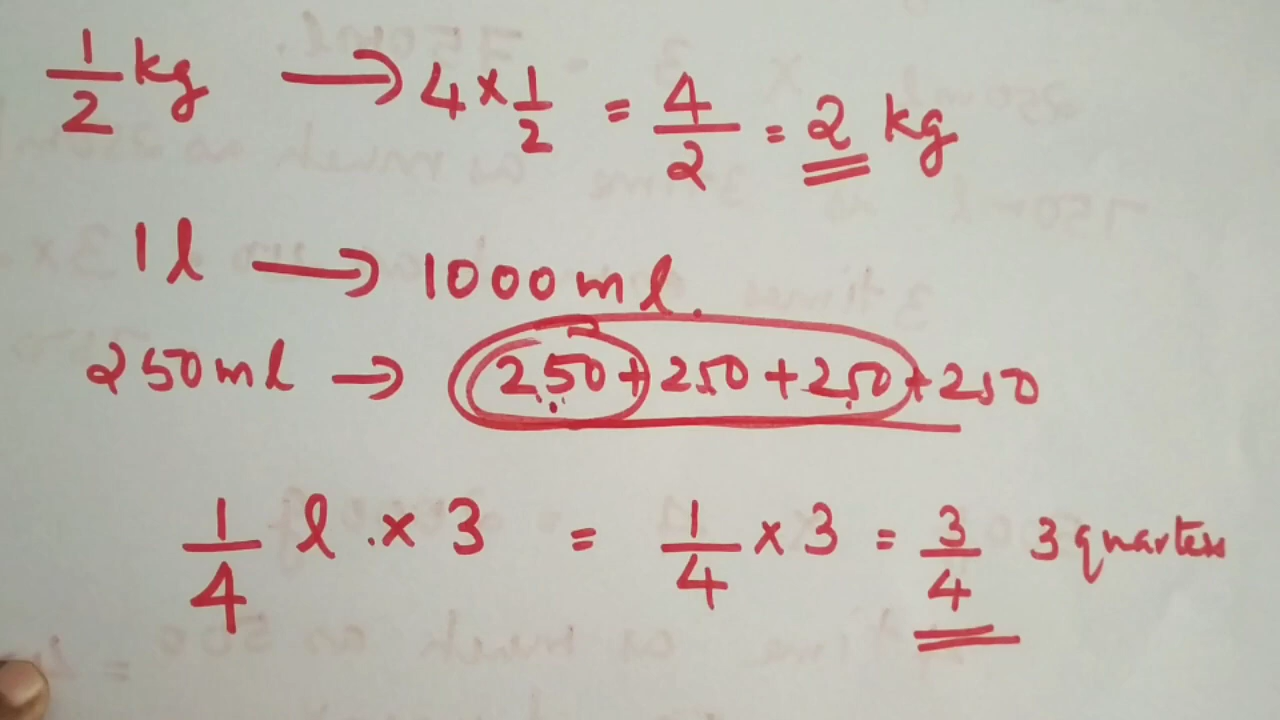 1/2 kg → 4 × 1/2 = 4/2 = 2 kg
1 l → 1000 ml.
250 ml → 250 + 250 + 250 + 250
1/4 l . × 3 = 1/4 × 3 = 3/4 3 quarters